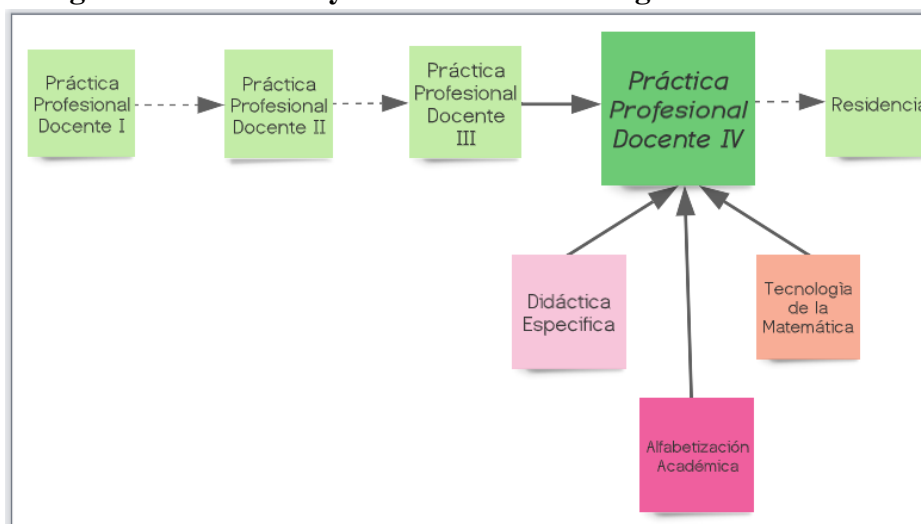 Práctica
Profesional
Docente I
Práctica
Profesional
Docente II
Práctica
Profesional
Docente
III
Práctica
Profesional
Docente IV
Residencia
Didáctica
Especifica
Tecnologìa
de la
Matemática
Alfabetización
Académica